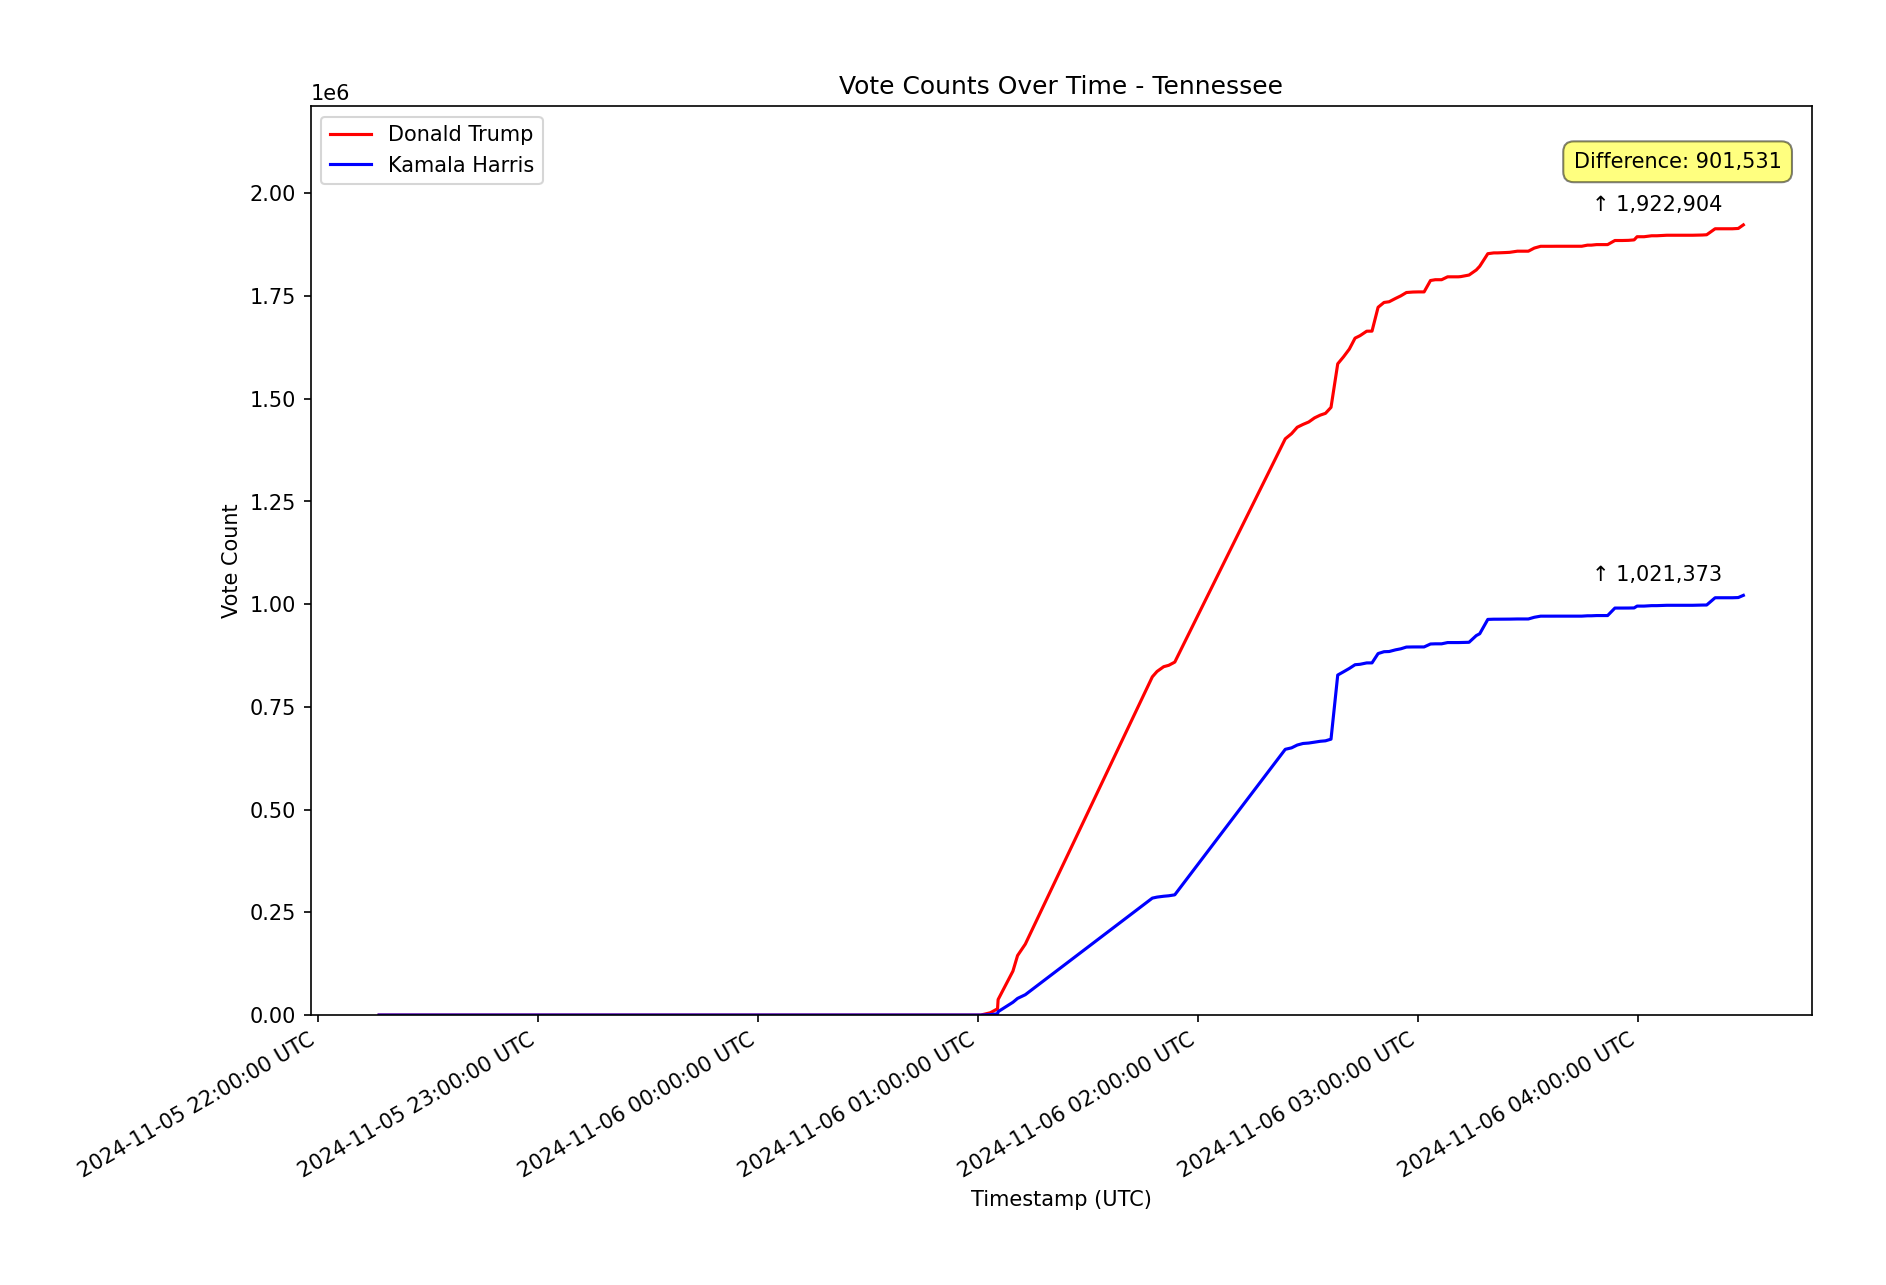 Vote Counts Over Time - Tennessee
1e6
Donald Trump
Kamala Harris
Difference: 901,531
↑ 1,922,904
↑ 1,021,373
Vote Count
2.00
1.75
1.50
1.25
1.00
0.75
0.50
0.25
0.00
2024-11-05 22:00:00 UTC
2024-11-05 23:00:00 UTC
2024-11-06 00:00:00 UTC
2024-11-06 01:00:00 UTC
2024-11-06 02:00:00 UTC
2024-11-06 03:00:00 UTC
2024-11-06 04:00:00 UTC
Timestamp (UTC)